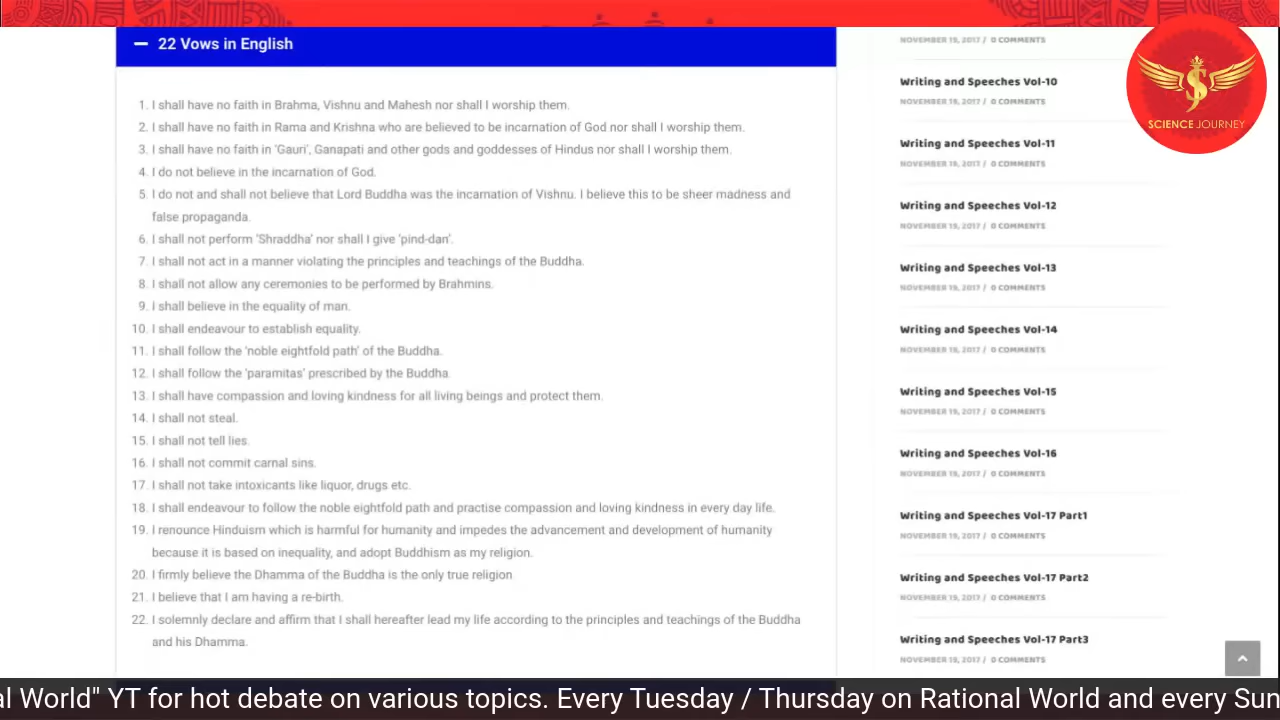 22 Vows in English
1. I shall have no faith in Brahma, Vishnu and Mahesh nor shall I worship them.
2. I shall have no faith in Rama and Krishna who are believed to be incarnation of God nor shall I worship them.
3. I shall have no faith in 'Gauri', Ganapati and other gods and goddesses of Hindus nor shall I worship them.
4. I do not believe in the incarnation of God.
5. I do not and shall not believe that Lord Buddha was the incarnation of Vishnu. I believe this to be sheer madness and
false propaganda.
6. I shall not perform 'Shraddha' nor shall I give 'pind-dan'.
7. I shall not act in a manner violating the principles and teachings of the Buddha.
8. I shall not allow any ceremonies to be performed by Brahmins.
9. I shall believe in the equality of man.
10. I shall endeavour to establish equality.
11. I shall follow the 'noble eightfold path' of the Buddha.
12. I shall follow the 'paramitas' prescribed by the Buddha.
13. I shall have compassion and loving kindness for all living beings and protect them.
14. I shall not steal.
15. I shall not tell lies.
16. I shall not commit carnal sins.
17. I shall not take intoxicants like liquor, drugs etc.
18. I shall endeavour to follow the noble eightfold path and practise compassion and loving kindness in every day life.
19. I renounce Hinduism which is harmful for humanity and impedes the advancement and development of humanity
because it is based on inequality, and adopt Buddhism as my religion.
20. I firmly believe the Dhamma of the Buddha is the only true religion.
21. I believe that I am having a re-birth.
22. I solemnly declare and affirm that I shall hereafter lead my life according to the principles and teachings of the Buddha
and his Dhamma.
NOVEMBER 19, 2017 / 0 COMMENTS
Writing and Speeches Vol-10
NOVEMBER 19, 2017 / 0 COMMENTS
Writing and Speeches Vol-11
NOVEMBER 19, 2017 / 0 COMMENTS
Writing and Speeches Vol-12
NOVEMBER 19, 2017 / 0 COMMENTS
Writing and Speeches Vol-13
NOVEMBER 19, 2017 / 0 COMMENTS
Writing and Speeches Vol-14
NOVEMBER 19, 2017 / 0 COMMENTS
Writing and Speeches Vol-15
NOVEMBER 19, 2017 / 0 COMMENTS
Writing and Speeches Vol-16
NOVEMBER 19, 2017 / 0 COMMENTS
Writing and Speeches Vol-17 Part1
NOVEMBER 19, 2017 / 0 COMMENTS
Writing and Speeches Vol-17 Part2
NOVEMBER 19, 2017 / 0 COMMENTS
Writing and Speeches Vol-17 Part3
NOVEMBER 19, 2017 / 0 COMMENTS
SJ
SCIENCE JOURNEY
al World" YT for hot debate on various topics. Every Tuesday / Thursday on Rational World and every Sun